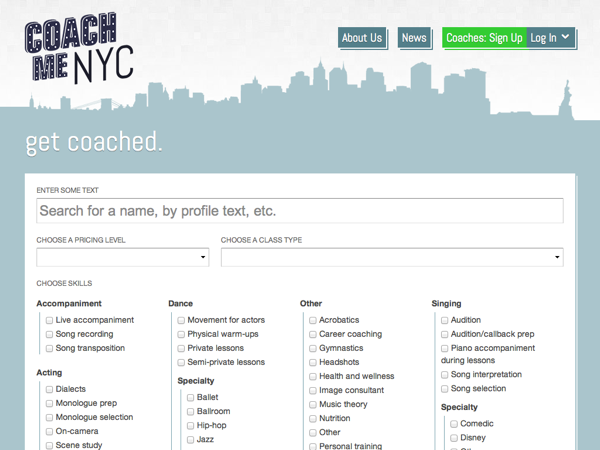 COACH
ME NYC
About Us
News
Coaches: Sign Up
Log In
get coached.
ENTER SOME TEXT
Search for a name, by profile text, etc.
CHOOSE A PRICING LEVEL
CHOOSE A CLASS TYPE
CHOOSE SKILLS
Accompaniment
Live accompaniment
Song recording
Song transposition
Acting
Dialects
Monologue prep
Monologue selection
On-camera
Scene study
Dance
Movement for actors
Physical warm-ups
Private lessons
Semi-private lessons
Specialty
Ballet
Ballroom
Hip-hop
Jazz
Other
Acrobatics
Career coaching
Gymnastics
Headshots
Health and wellness
Image consultant
Music theory
Nutrition
Other
Personal training
Singing
Audition
Audition/callback prep
Piano accompaniment
during lessons
Song interpretation
Song selection
Specialty
Comedic
Disney